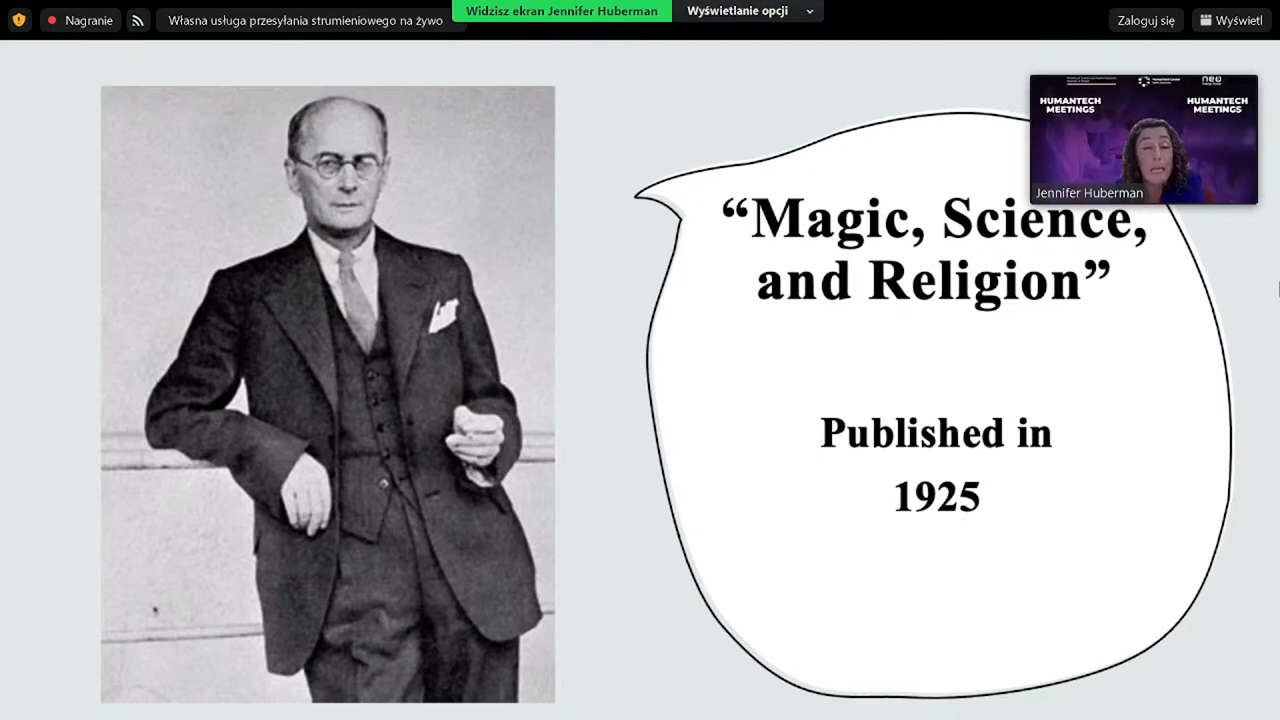 Nagranie
Własna usługa przesyłania strumieniowego na żywo
Widzisz ekran Jennifer Huberman
Wyświetlanie opcji
Zaloguj się
Wyświetl
HUMANTECH
MEETINGS
HUMANTECH
MEETINGS
Jennifer Huberman
“Magic, Science,
and Religion”
Published in
1925